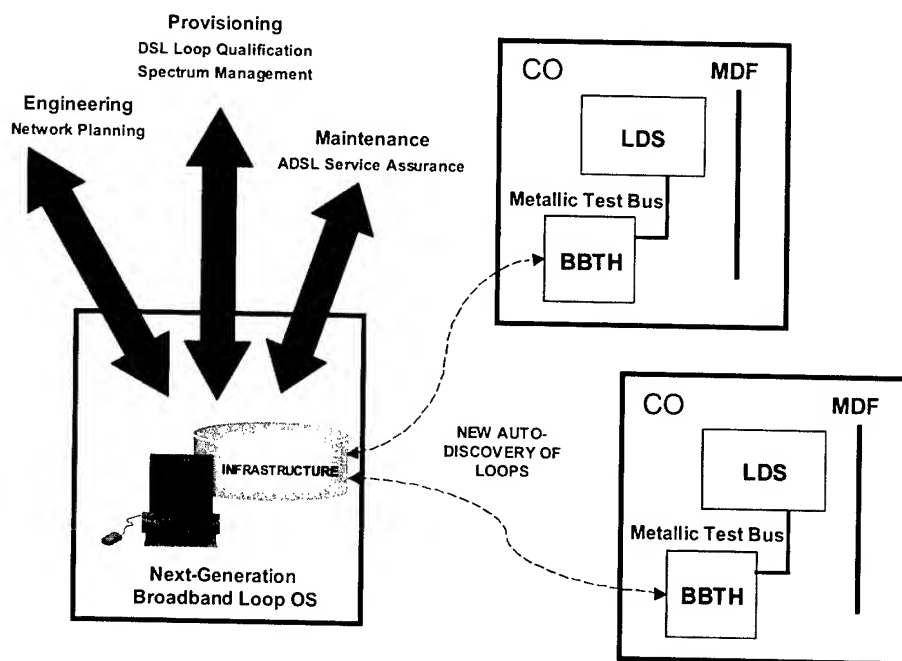 Provisioning
DSL Loop Qualification
Spectrum Management
Engineering
Network Planning
Maintenance
ADSL Service Assurance
CO
MDF
LDS
Metallic Test Bus
BBTH
INFRASTRUCTURE
NEW AUTO-
DISCOVERY OF
LOOPS
Next-Generation
Broadband Loop OS
CO
MDF
LDS
Metallic Test Bus
BBTH